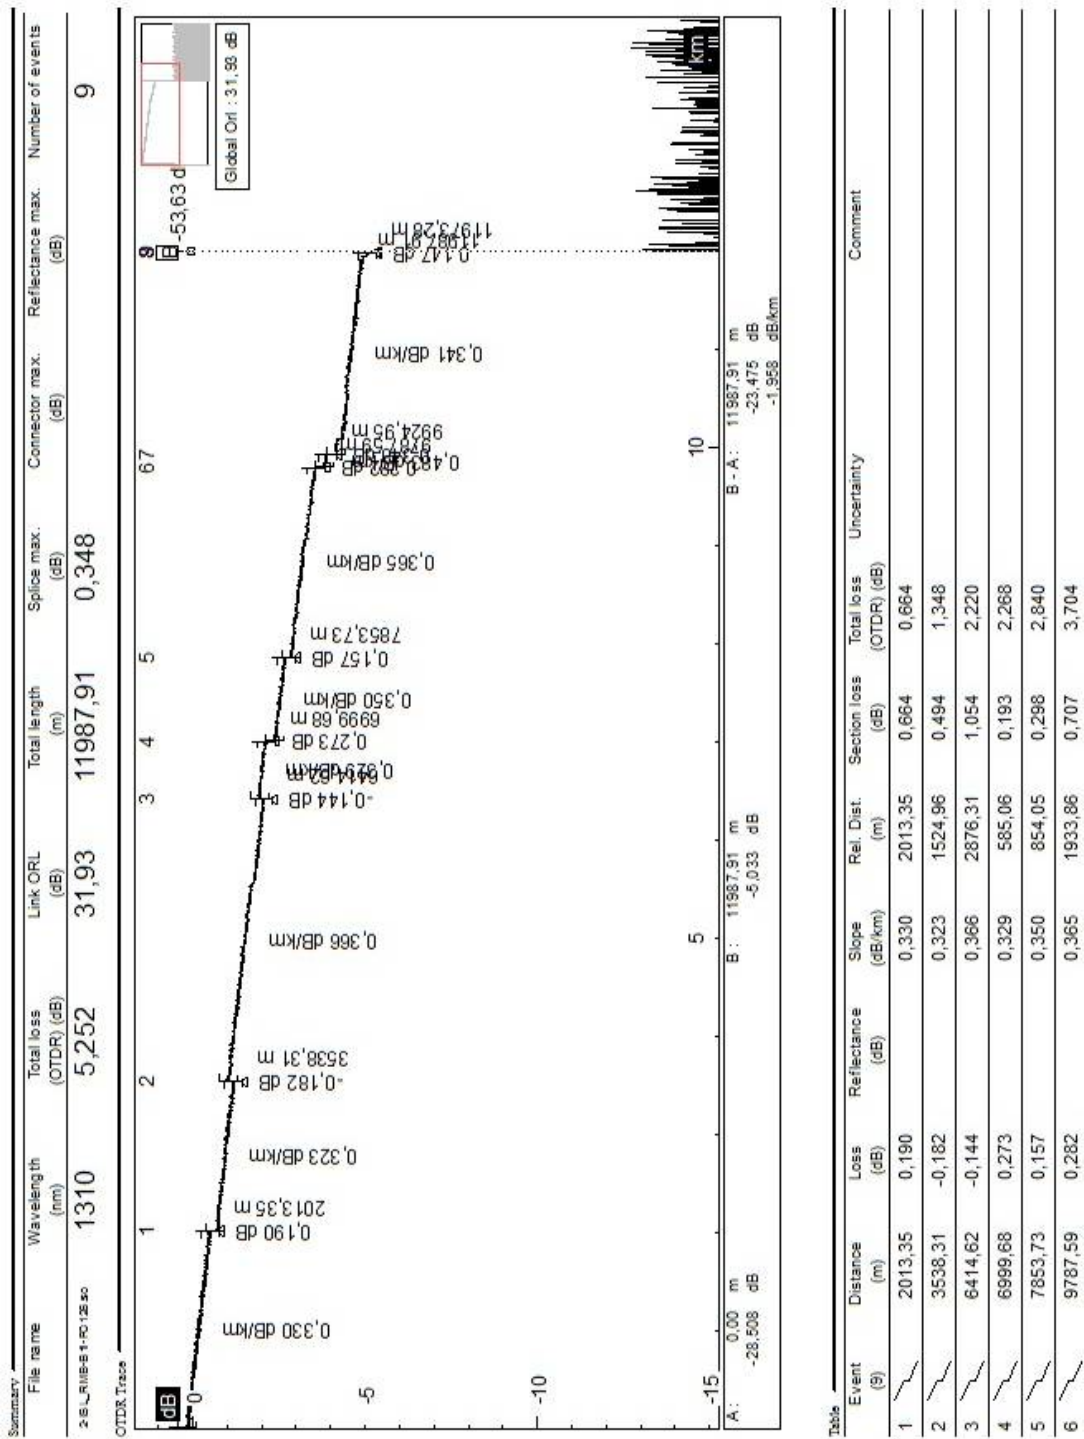 Summary
File name Wavelength (nm) Total loss (OTDR) (dB) Link ORL (dB) Total length (m) Splice max. (dB) Connector max. (dB) Reflectance max. (dB) Number of events
1310 5,252 31,93 11987,91 0,348 9
OTDR Trace
dB
1 2 3 4 5 67 9
-53,63 d
Global Orl : 31,93 dB
0
-5
-10
-15
5
10
km
0,330 dB/km
0,190 dB
2013,35 m
0,323 dB/km
-0,182 dB
3538,31 m
0,366 dB/km
-0,144 dB
6414,62 m
0,329 dB/km
0,273 dB
6999,68 m
0,350 dB/km
0,157 dB
7853,73 m
0,365 dB/km
0,282 dB
9787,59 m
9924,95 m
0,341 dB/km
0,147 dB
11987,91 m
11973,28 m
A : 0,00 m
-28,508 dB
B : 11987,91 m
-5,033 dB
B - A : 11987,91 m
-23,475 dB
-1,958 dB/km
Table
Event (9) Distance (m) Loss (dB) Reflectance (dB) Slope (dB/km) Rel. Dist. (m) Section loss (dB) Total loss (OTDR) (dB) Uncertainty Comment
1 2013,35 0,190 0,330 2013,35 0,664 0,664
2 3538,31 -0,182 0,323 1524,96 0,494 1,348
3 6414,62 -0,144 0,366 2876,31 1,054 2,220
4 6999,68 0,273 0,329 585,06 0,193 2,268
5 7853,73 0,157 0,350 854,05 0,298 2,840
6 9787,59 0,282 0,365 1933,86 0,707 3,704